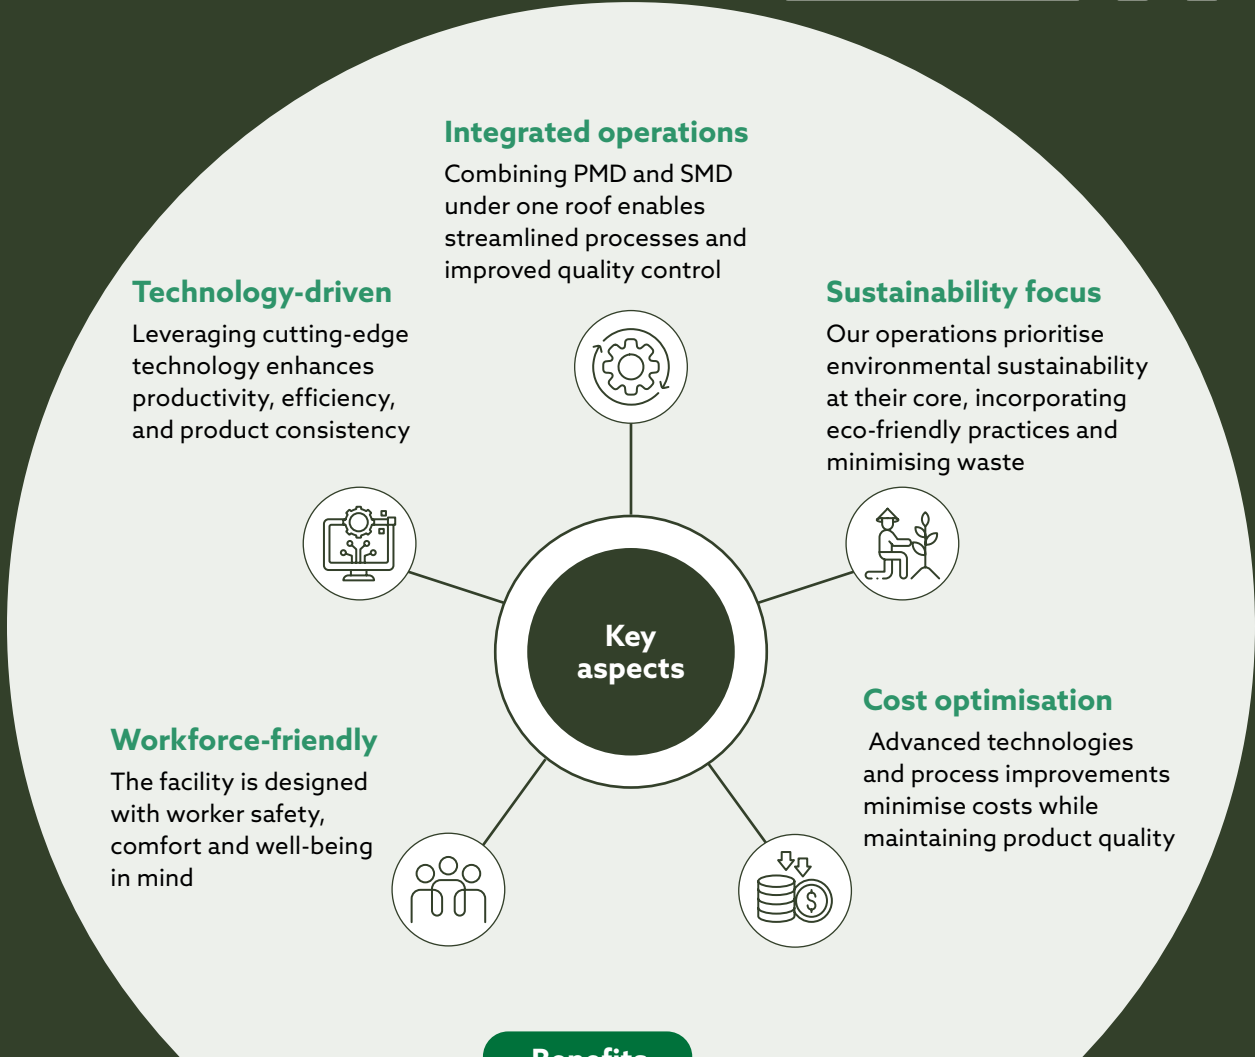 Integrated operations
Combining PMD and SMD
under one roof enables
streamlined processes and
improved quality control
Technology-driven
Leveraging cutting-edge
technology enhances
productivity, efficiency,
and product consistency
Sustainability focus
Our operations prioritise
environmental sustainability
at their core, incorporating
eco-friendly practices and
minimising waste
Key
aspects
Workforce-friendly
The facility is designed
with worker safety,
comfort and well-being
in mind
Cost optimisation
Advanced technologies
and process improvements
minimise costs while
maintaining product quality
$
Benefits